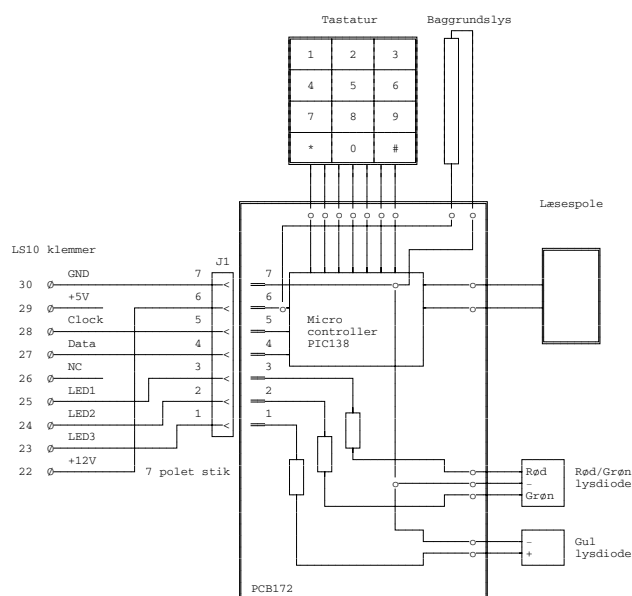 Tastatur Baggrundslys
1 2 3
4 5 6
7 8 9
* 0 #
Læsespole
LS10 klemmer J1
30 GND 7 7
29 +5V 6 6
28 Clock 5 5
27 Data 4 4
26 NC 3 3
25 LED1 2 2
24 LED2 1 1
23 LED3
22 +12V
7 polet stik
Micro
controller
PIC138
Rød Rød/Grøn
- lysdiode
Grøn
- Gul
+ lysdiode
PCB172